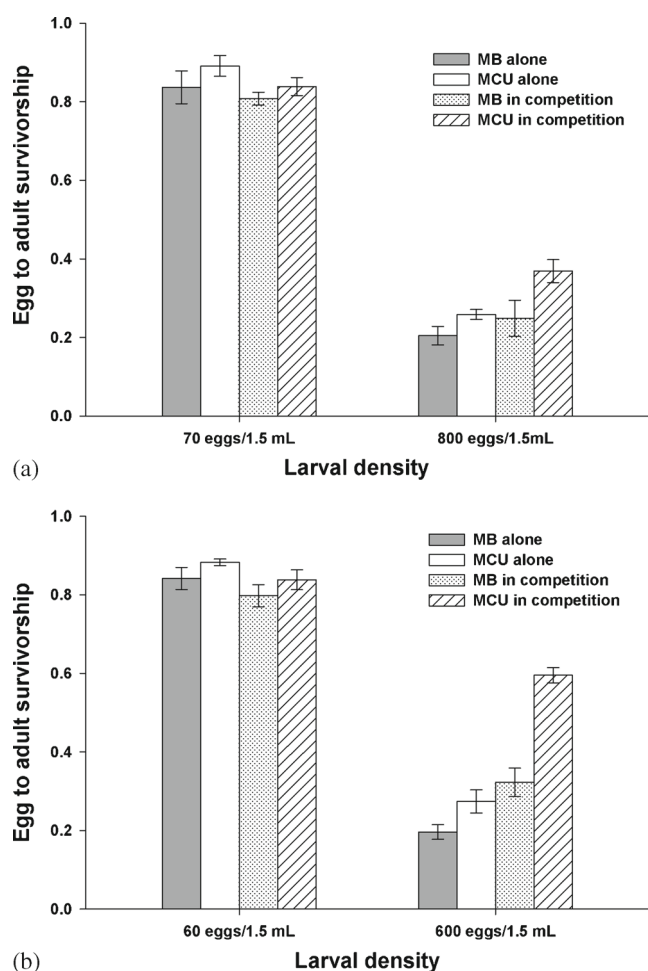 1.0
0.8
0.6
0.4
0.2
0.0
Egg to adult survivorship
MB alone
MCU alone
MB in competition
MCU in competition
70 eggs/1.5 mL
800 eggs/1.5mL
(a)
Larval density
1.0
0.8
0.6
0.4
0.2
0.0
Egg to adult survivorship
MB alone
MCU alone
MB in competition
MCU in competition
60 eggs/1.5 mL
600 eggs/1.5 mL
(b)
Larval density